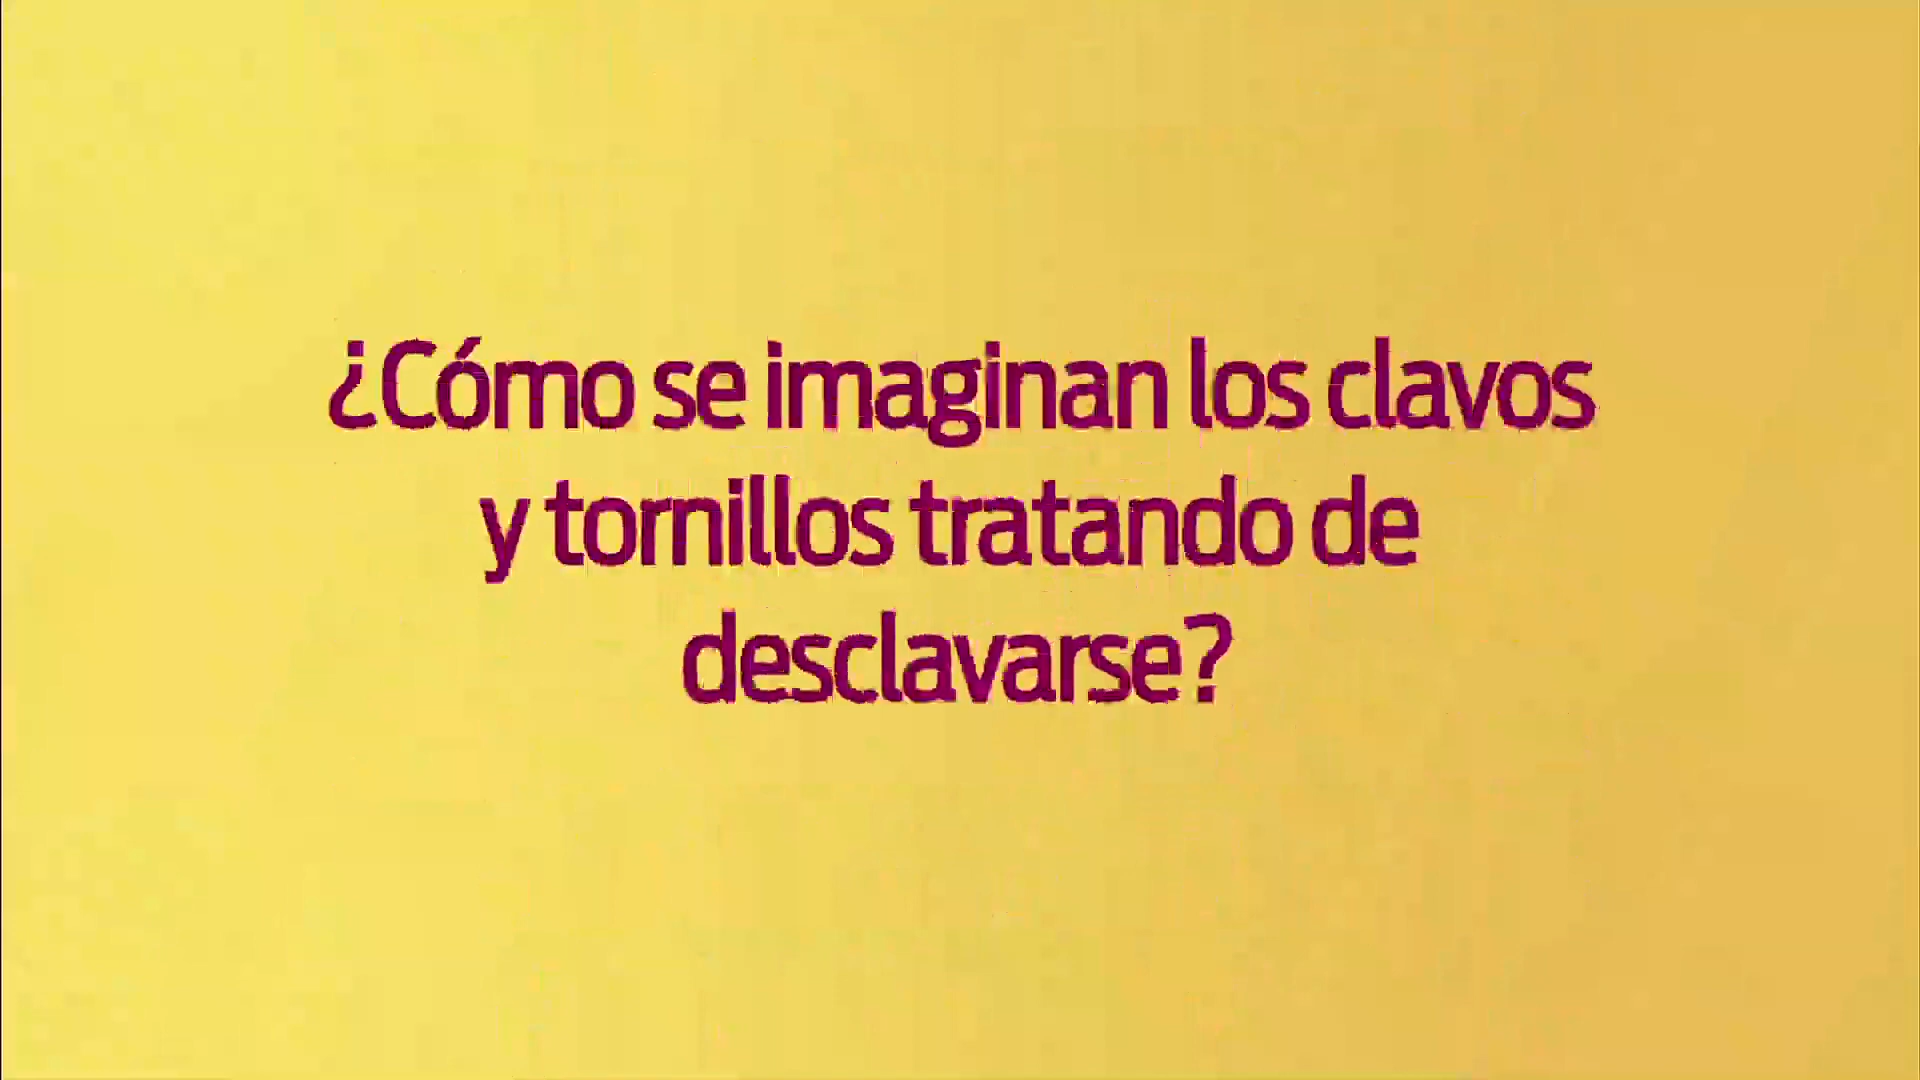 ¿Cómo se imaginan los clavos
y tornillos tratando de
desclavarse?